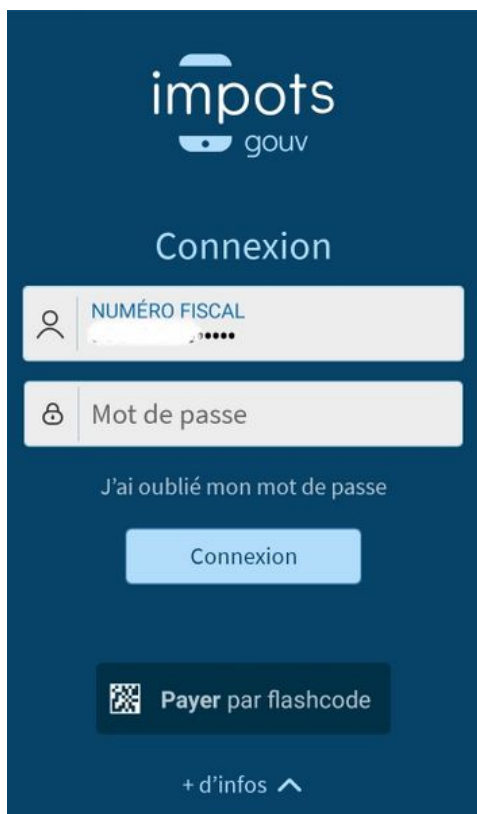 impots
gouv
Connexion
NUMÉRO FISCAL
••••
Mot de passe
J'ai oublié mon mot de passe
Connexion
Payer par flashcode
+ d'infos